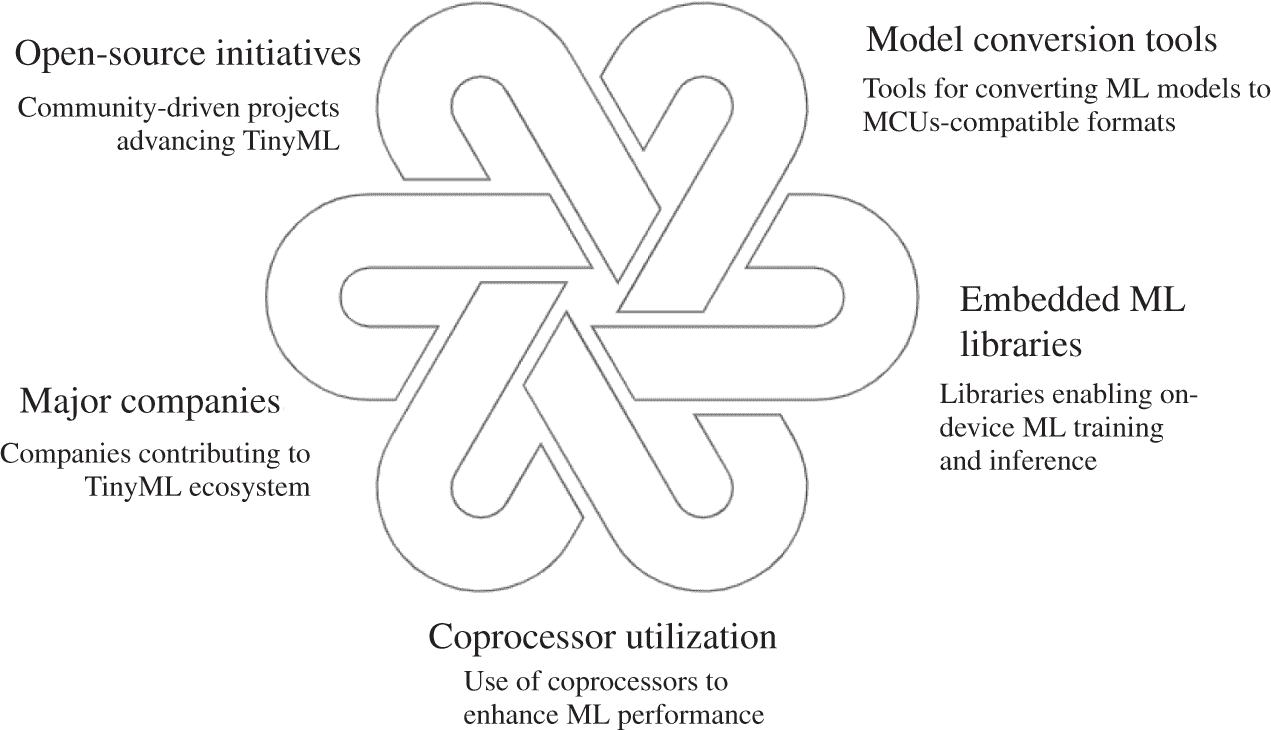 Open-source initiatives
Community-driven projects
advancing TinyML
Model conversion tools
Tools for converting ML models to
MCUs-compatible formats
Embedded ML
libraries
Libraries enabling on-
device ML training
and inference
Major companies
Companies contributing to
TinyML ecosystem
Coprocessor utilization
Use of coprocessors to
enhance ML performance